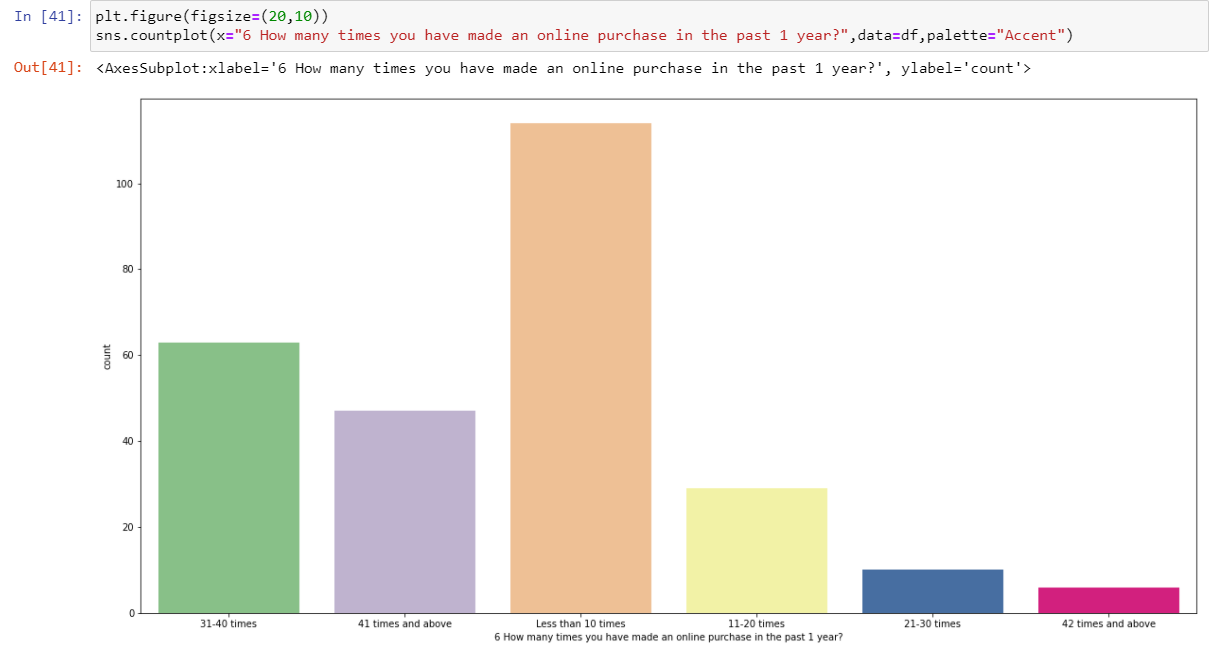 In [41]: plt.figure(figsize=(20,10))
sns.countplot(x="6 How many times you have made an online purchase in the past 1 year?",data=df,palette="Accent")
Out[41]: <AxesSubplot:xlabel='6 How many times you have made an online purchase in the past 1 year?', ylabel='count'>
100
80
60
40
20
0
count
31-40 times 41 times and above Less than 10 times 11-20 times 21-30 times 42 times and above
6 How many times you have made an online purchase in the past 1 year?